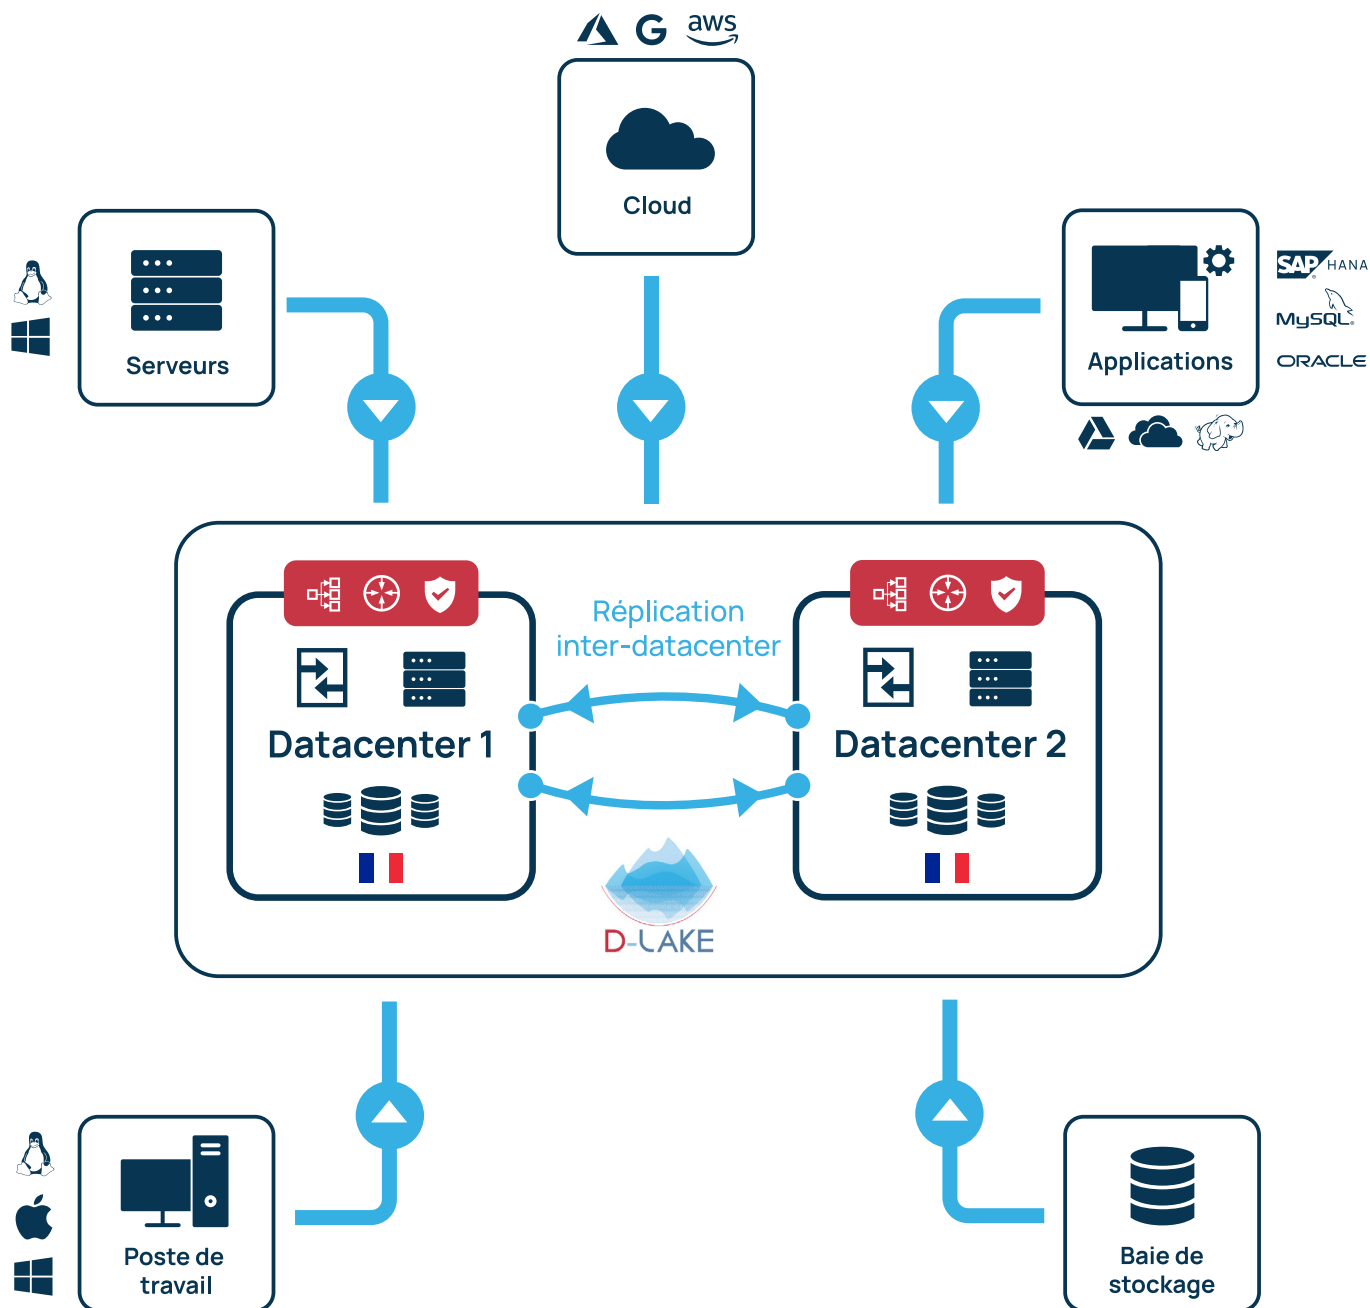 aws
Cloud
Serveurs
Applications
SAP HANA
MySQL
ORACLE
Réplication
inter-datacenter
Datacenter 1
Datacenter 2
D-LAKE
Poste de
travail
Baie de
stockage